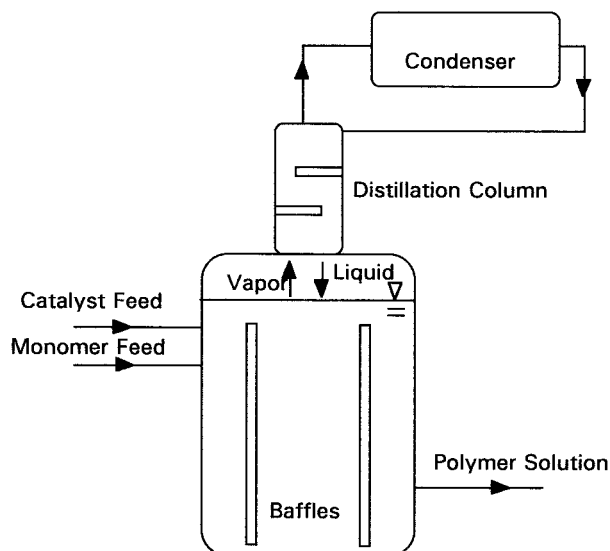 Condenser
Distillation Column
Vapor
Liquid
Catalyst Feed
Monomer Feed
Polymer Solution
Baffles